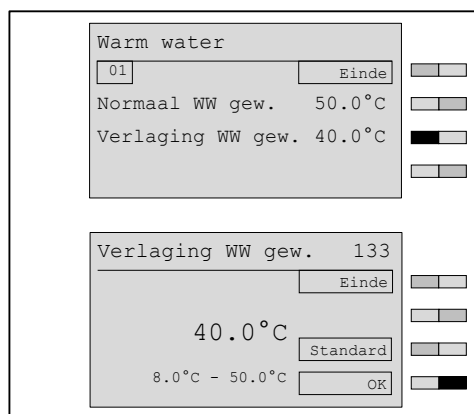 Warm water
01 Einde
Normaal WW gew. 50.0°C
Verlaging WW gew. 40.0°C
Verlaging WW gew. 133
Einde
40.0°C
Standard
8.0°C - 50.0°C OK